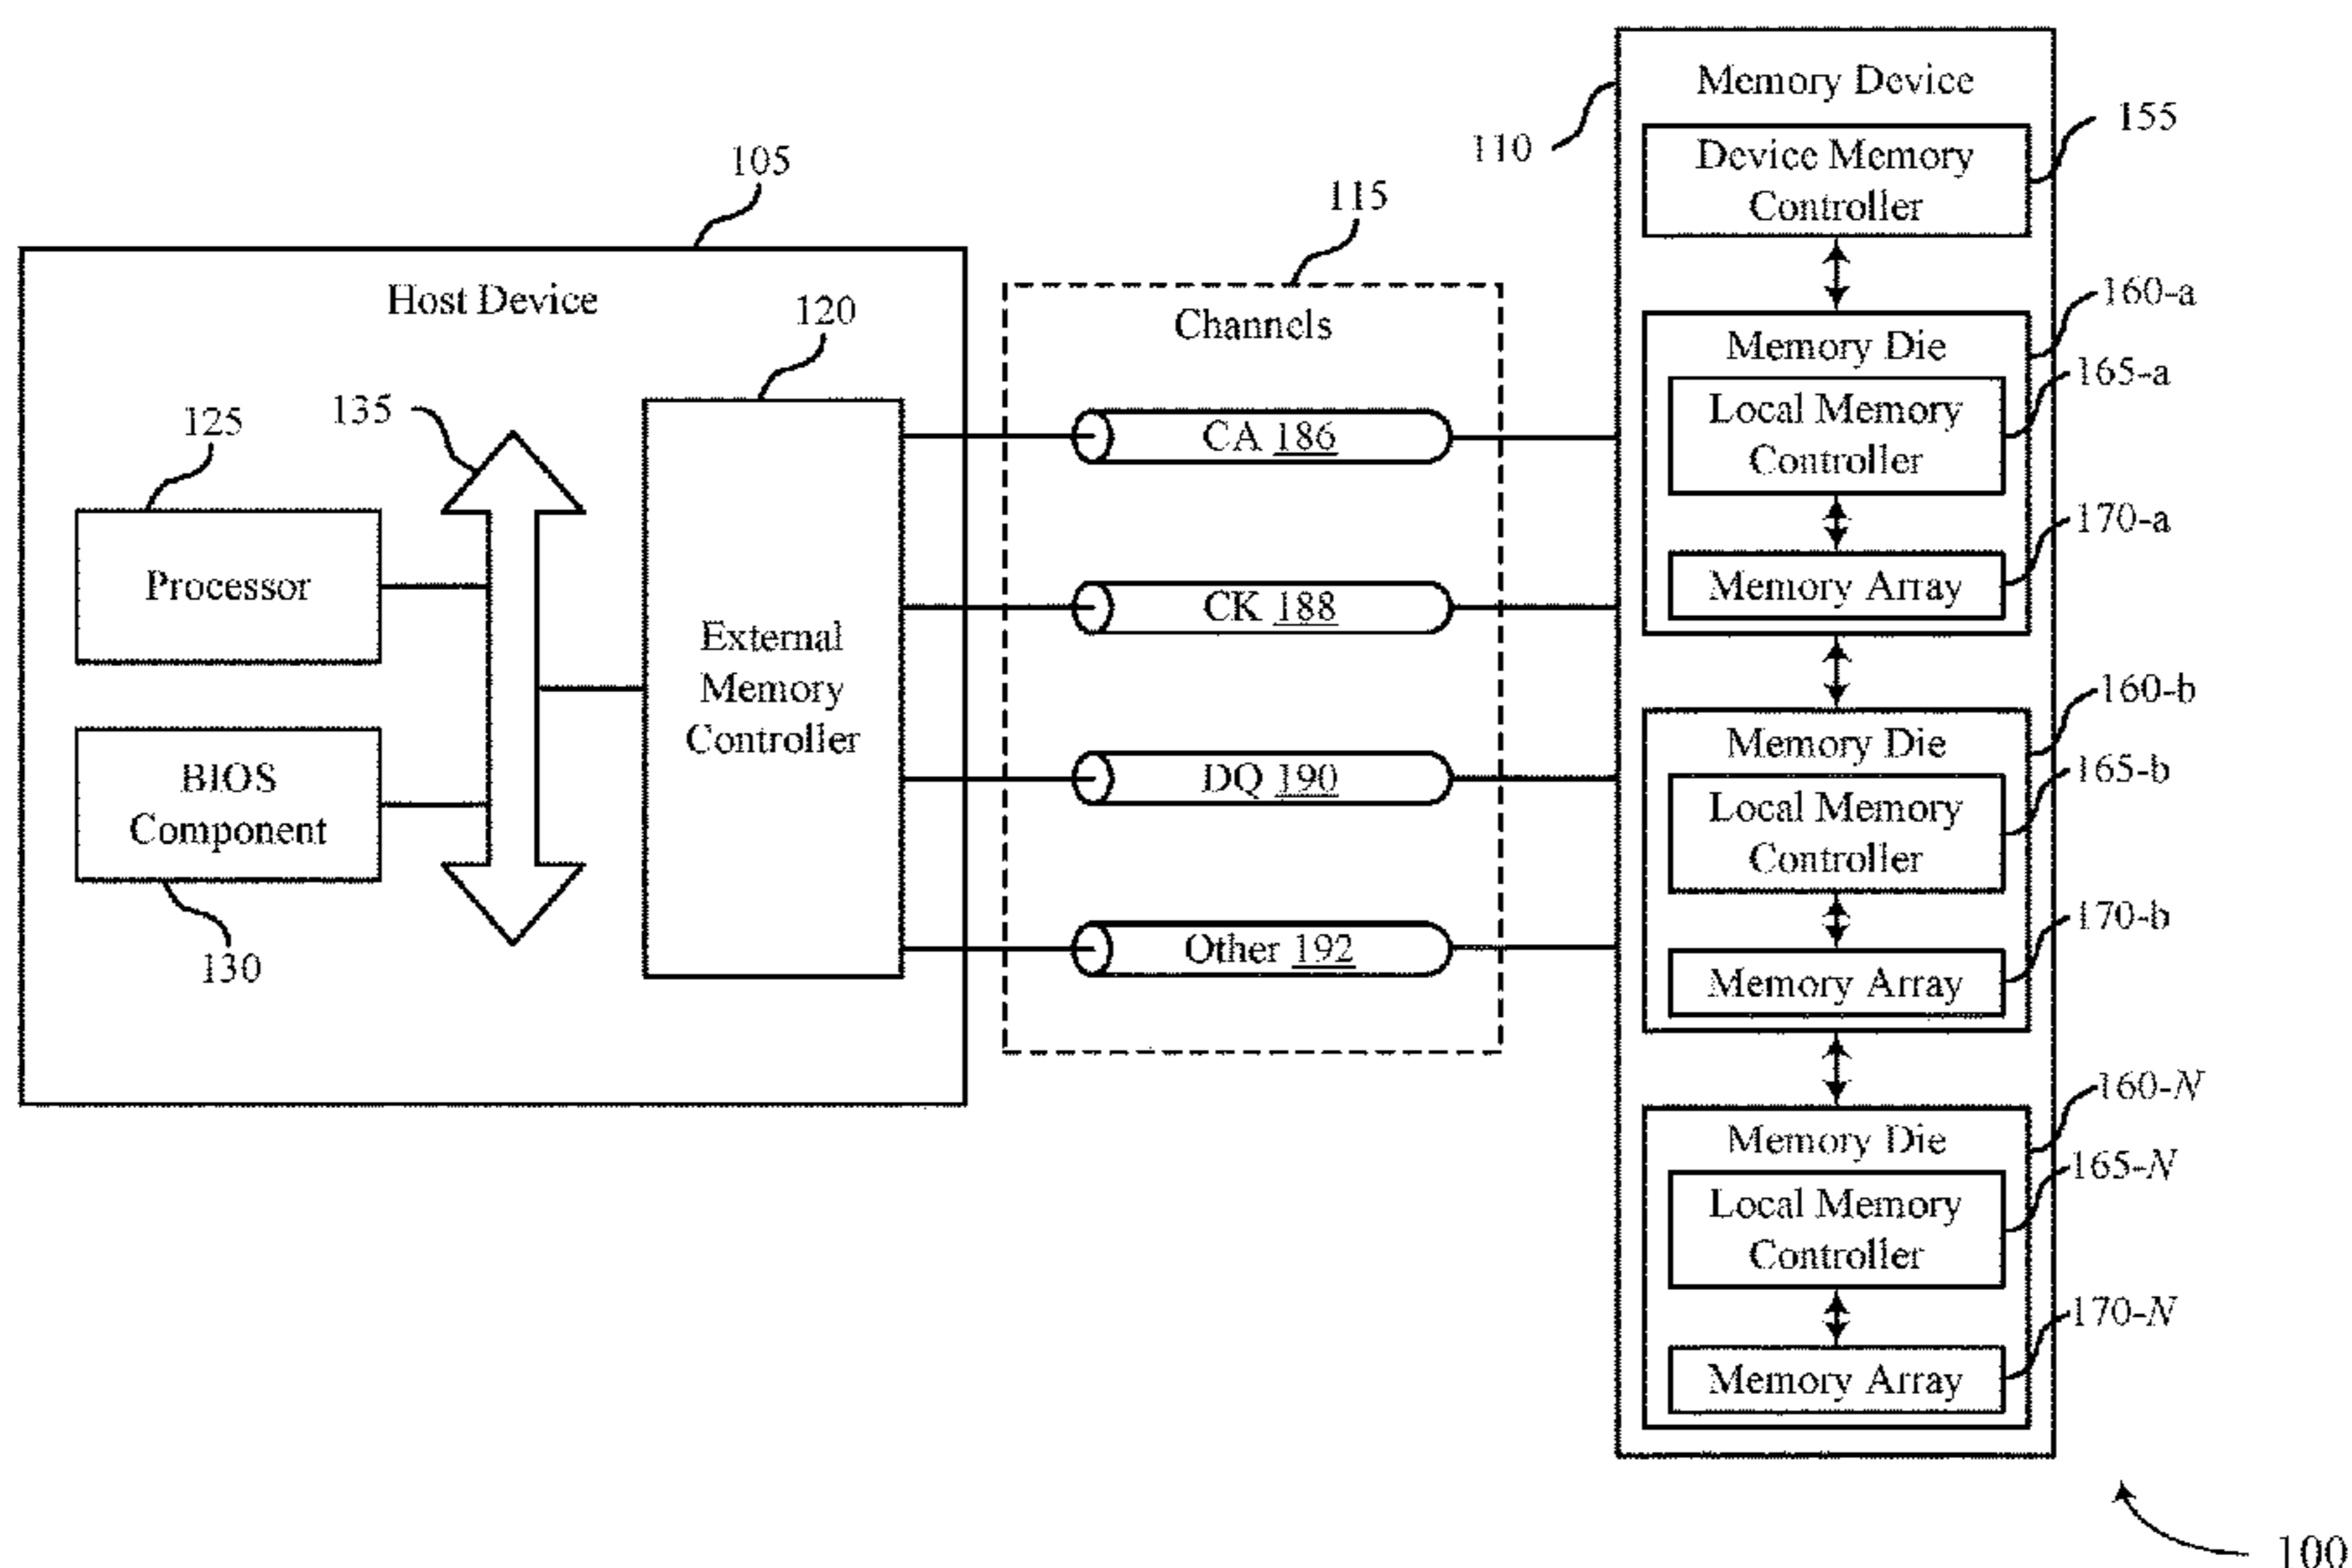 105
Host Device
120
135
125
Processor
External
Memory
Controller
BIOS
Component
130
115
Channels
CA 186
CK 188
DQ 190
Other 192
110
Memory Device
155
Device Memory
Controller
160-a
Memory Die
165-a
Local Memory
Controller
170-a
Memory Array
160-b
Memory Die
165-b
Local Memory
Controller
170-b
Memory Array
160-N
Memory Die
165-N
Local Memory
Controller
170-N
Memory Array
100